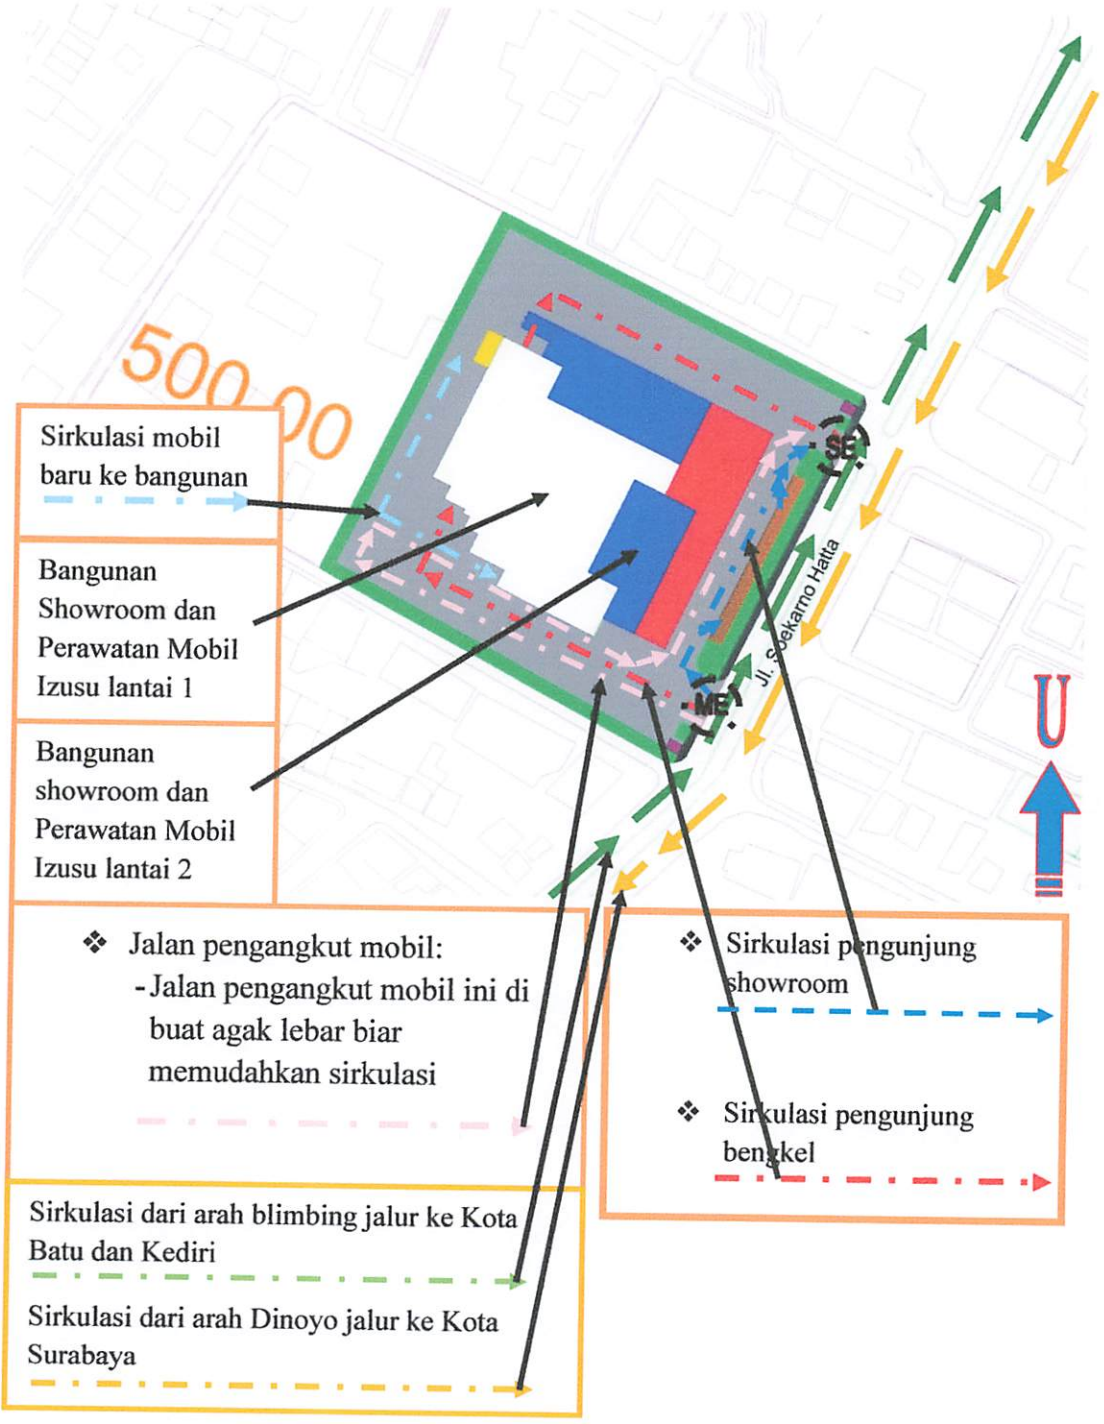 500,00
SE
Jl. Soekarno Hatta
ME
U
Sirkulasi mobil
baru ke bangunan
Bangunan
Showroom dan
Perawatan Mobil
Izusu lantai 1
Bangunan
showroom dan
Perawatan Mobil
Izusu lantai 2
❖ Jalan pengangkut mobil:
- Jalan pengangkut mobil ini di
buat agak lebar biar
memudahkan sirkulasi
❖ Sirkulasi pengunjung
showroom
❖ Sirkulasi pengunjung
bengkel
Sirkulasi dari arah blimbing jalur ke Kota
Batu dan Kediri
Sirkulasi dari arah Dinoyo jalur ke Kota
Surabaya